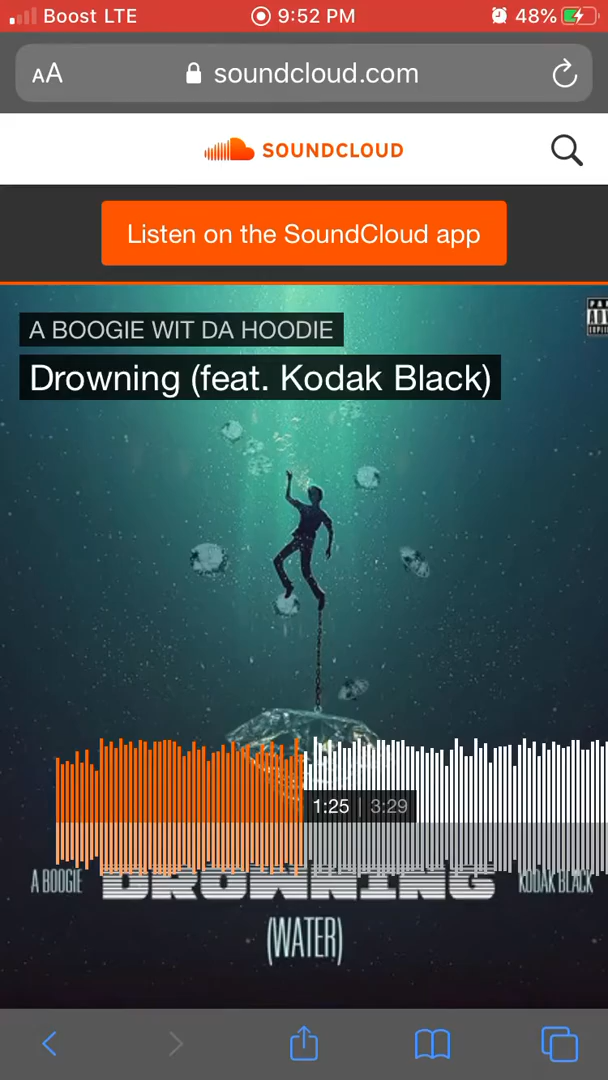 Boost LTE 9:52 PM 48%
AA soundcloud.com
SOUNDCLOUD
Listen on the SoundCloud app
A BOOGIE WIT DA HOODIE
Drowning (feat. Kodak Black)
1:25 | 3:29
A BOOGIE DROWNING KODAK BLACK
(WATER)